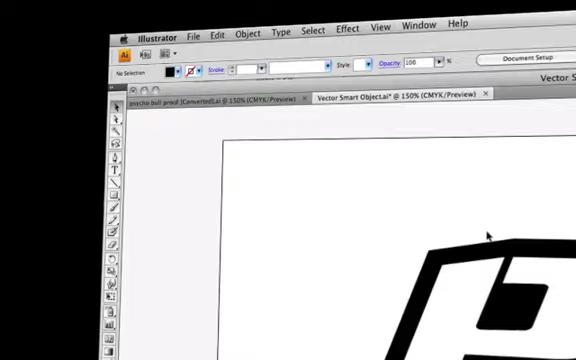 Illustrator File Edit Object Type Select Effect View Window Help
Ai Br
No Selection Stroke: Style: Opacity: 100 % Document Setup
Vector S
psycho bull proof [Converted].ai @ 150% (CMYK/Preview) Vector Smart Object.ai* @ 150% (CMYK/Preview)
T